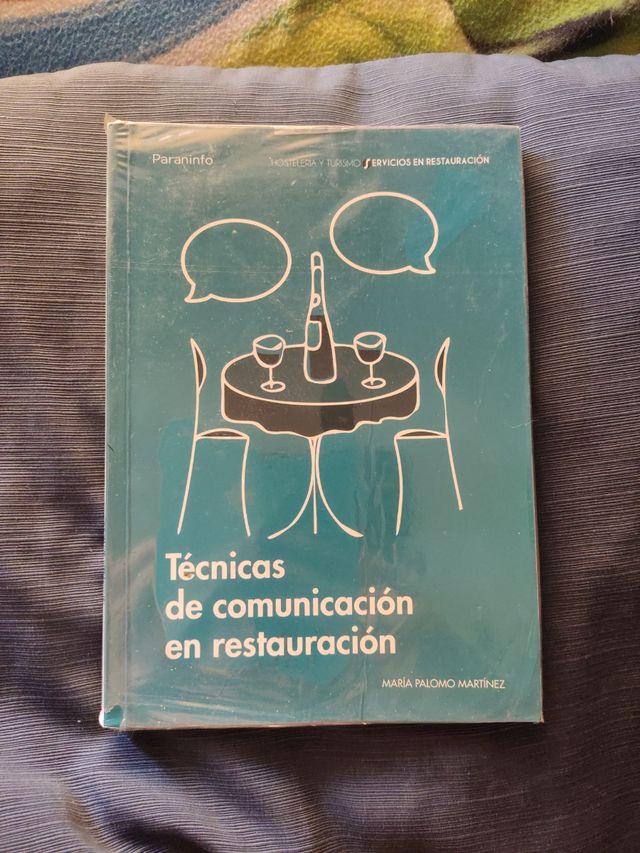 Paraninfo
HOSTELERÍA Y TURISMO SERVICIOS EN RESTAURACIÓN
Técnicas
de comunicación
en restauración
MARÍA PALOMO MARTÍNEZ